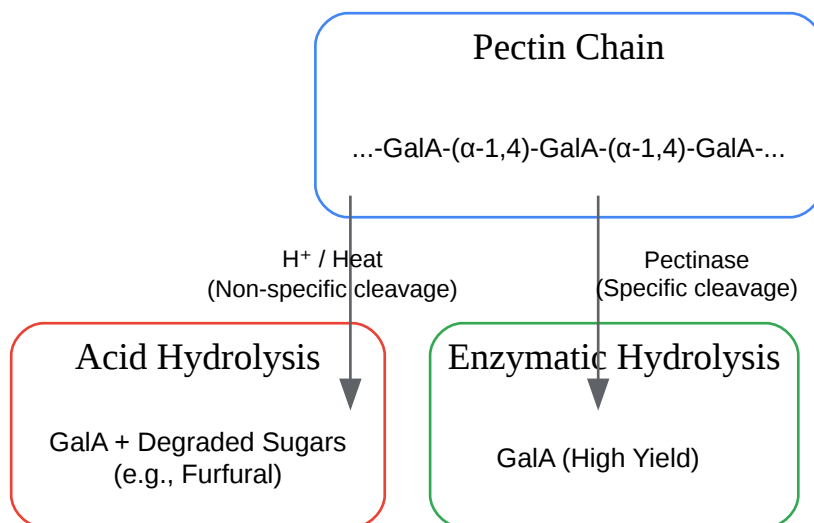 Pectin Chain
...-GalA-(α-1,4)-GalA-(α-1,4)-GalA-...
H⁺ / Heat
(Non-specific cleavage)
Pectinase
(Specific cleavage)
Acid Hydrolysis
GalA + Degraded Sugars
(e.g., Furfural)
Enzymatic Hydrolysis
GalA (High Yield)